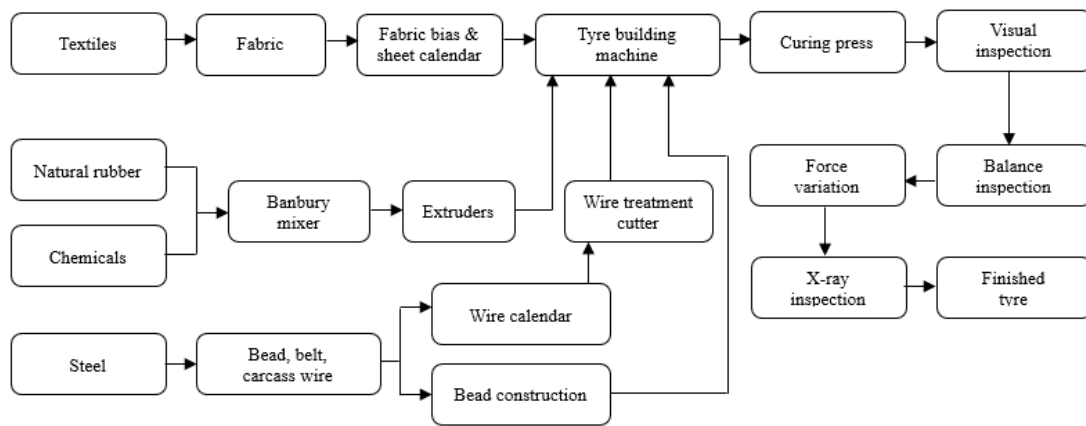 Textiles
Fabric
Fabric bias &
sheet calendar
Tyre building
machine
Curing press
Visual
inspection
Natural rubber
Chemicals
Banbury
mixer
Extruders
Wire treatment
cutter
Force
variation
Balance
inspection
X-ray
inspection
Finished
tyre
Wire calendar
Steel
Bead, belt,
carcass wire
Bead construction